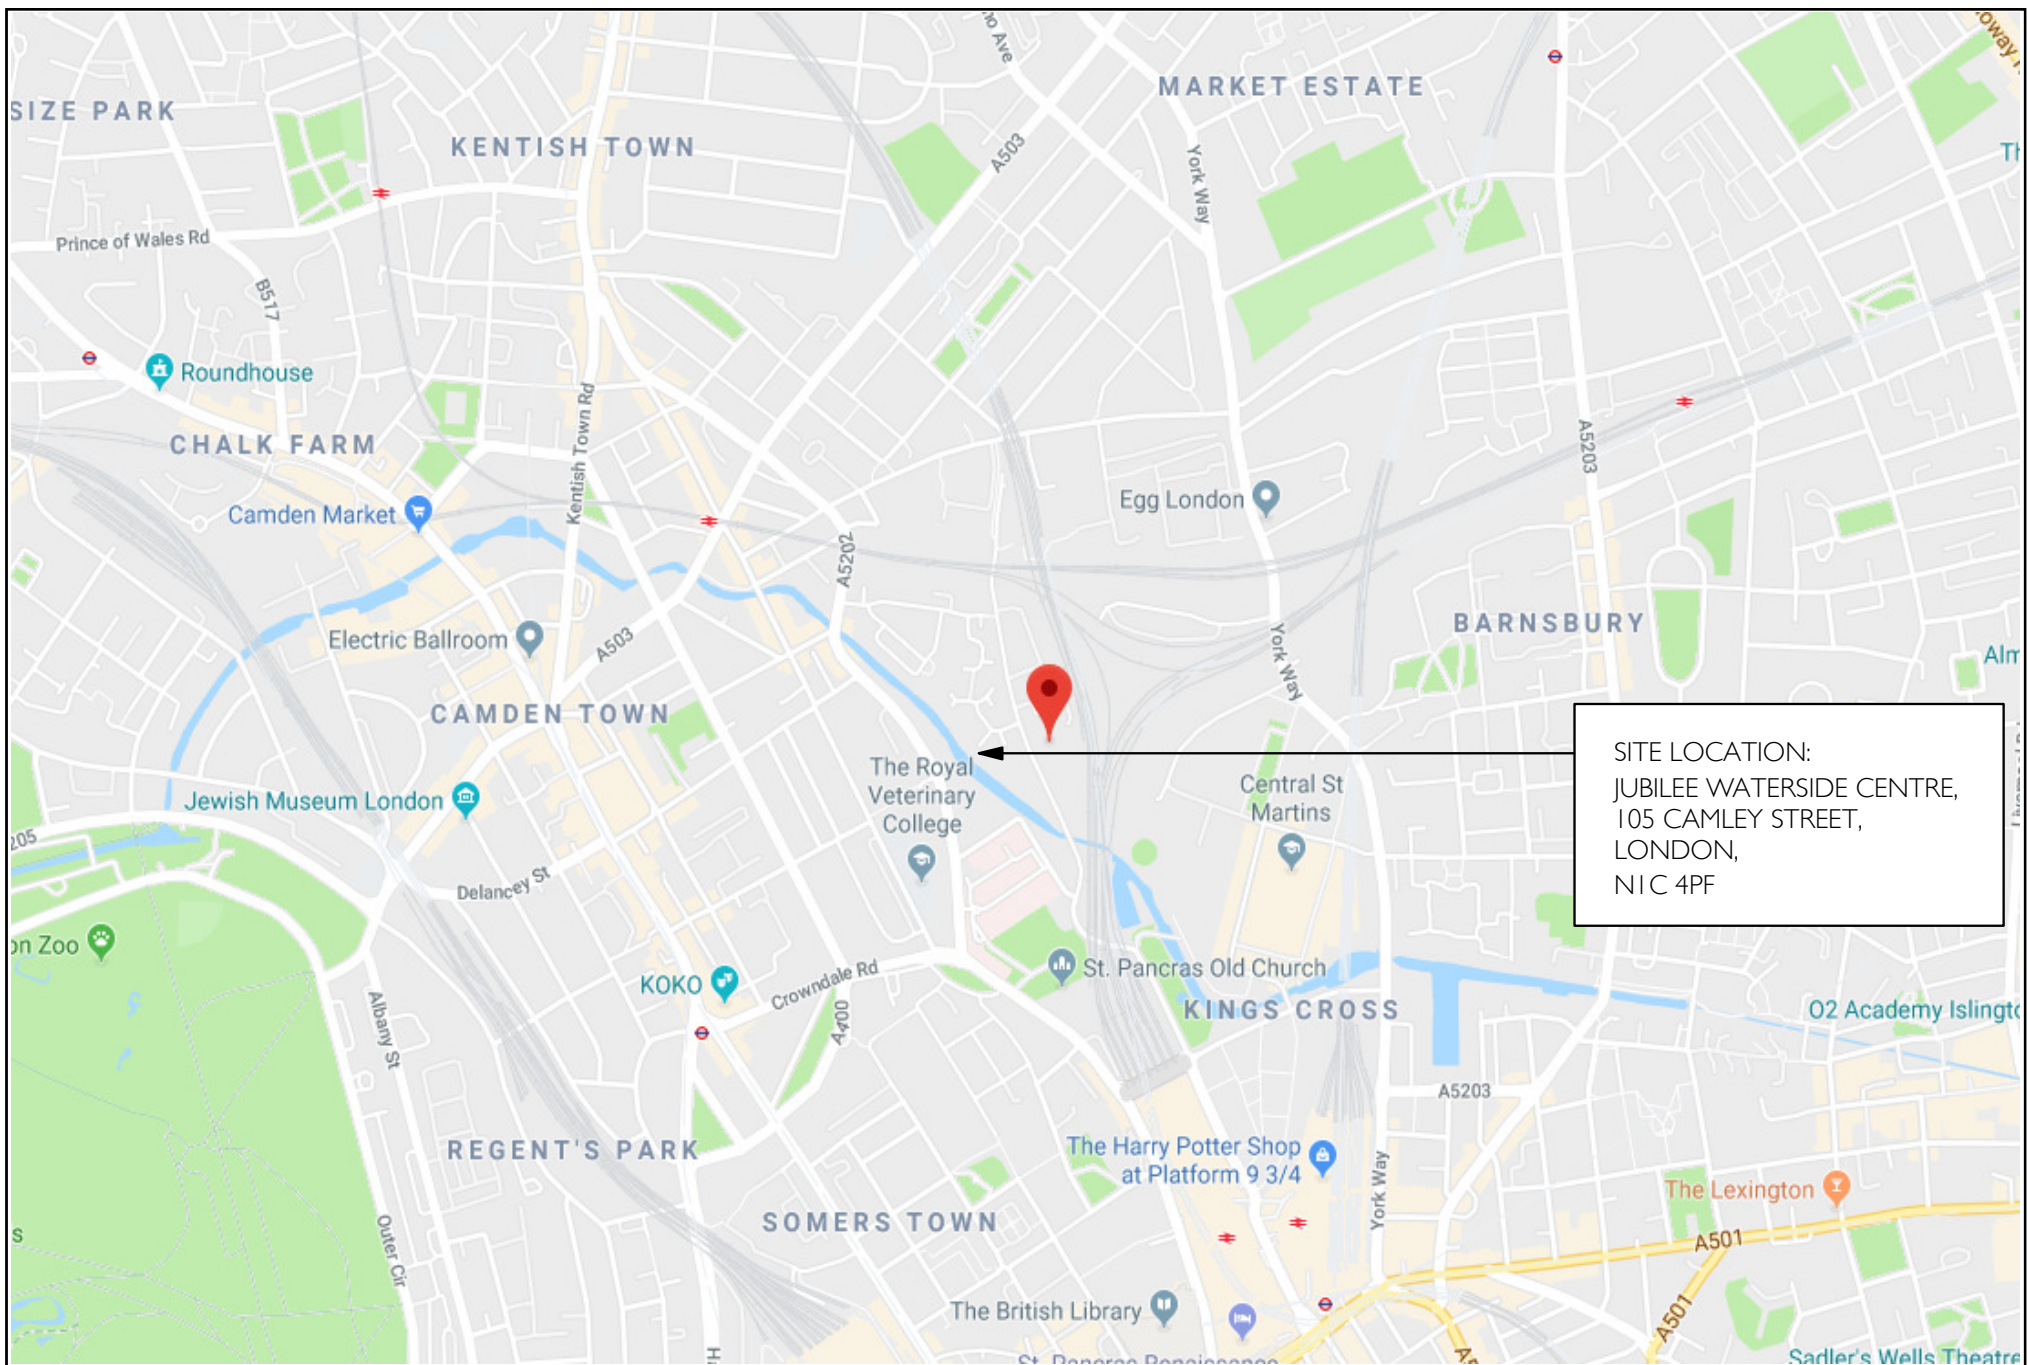 MARKET ESTATE
SIZE PARK
KENTISH TOWN
A503
York Way
Prince of Wales Rd
B517
Roundhouse
CHALK FARM
Kentish Town Rd
A5203
Camden Market
Egg London
A5202
BARNSBURY
Electric Ballroom
A503
York Way
CAMDEN TOWN
SITE LOCATION:
JUBILEE WATERSIDE CENTRE,
105 CAMLEY STREET,
LONDON,
N1C 4PF
The Royal
Veterinary
College
Central St
Martins
Jewish Museum London
205
Delancey St
on Zoo
KOKO
Crowndale Rd
St. Pancras Old Church
KINGS CROSS
O2 Academy Islingto
Albany St
A400
A5203
REGENT'S PARK
The Harry Potter Shop
at Platform 9 3/4
York Way
The Lexington
SOMERS TOWN
A501
Outer Cir
The British Library
A501
Sadler's Wells Theatre